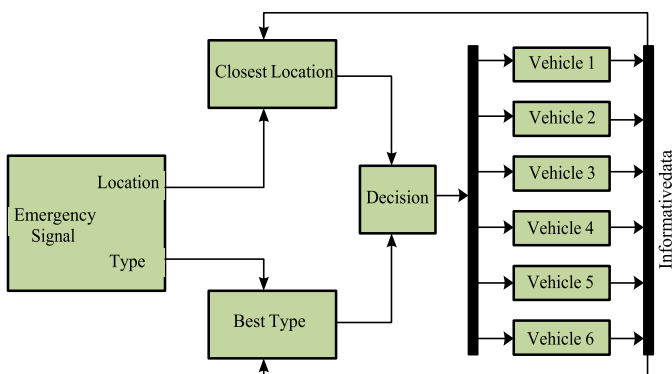 Closest Location
Location
Emergency
Signal
Type
Best Type
Decision
Vehicle 1
Vehicle 2
Vehicle 3
Vehicle 4
Vehicle 5
Vehicle 6
Informativedata